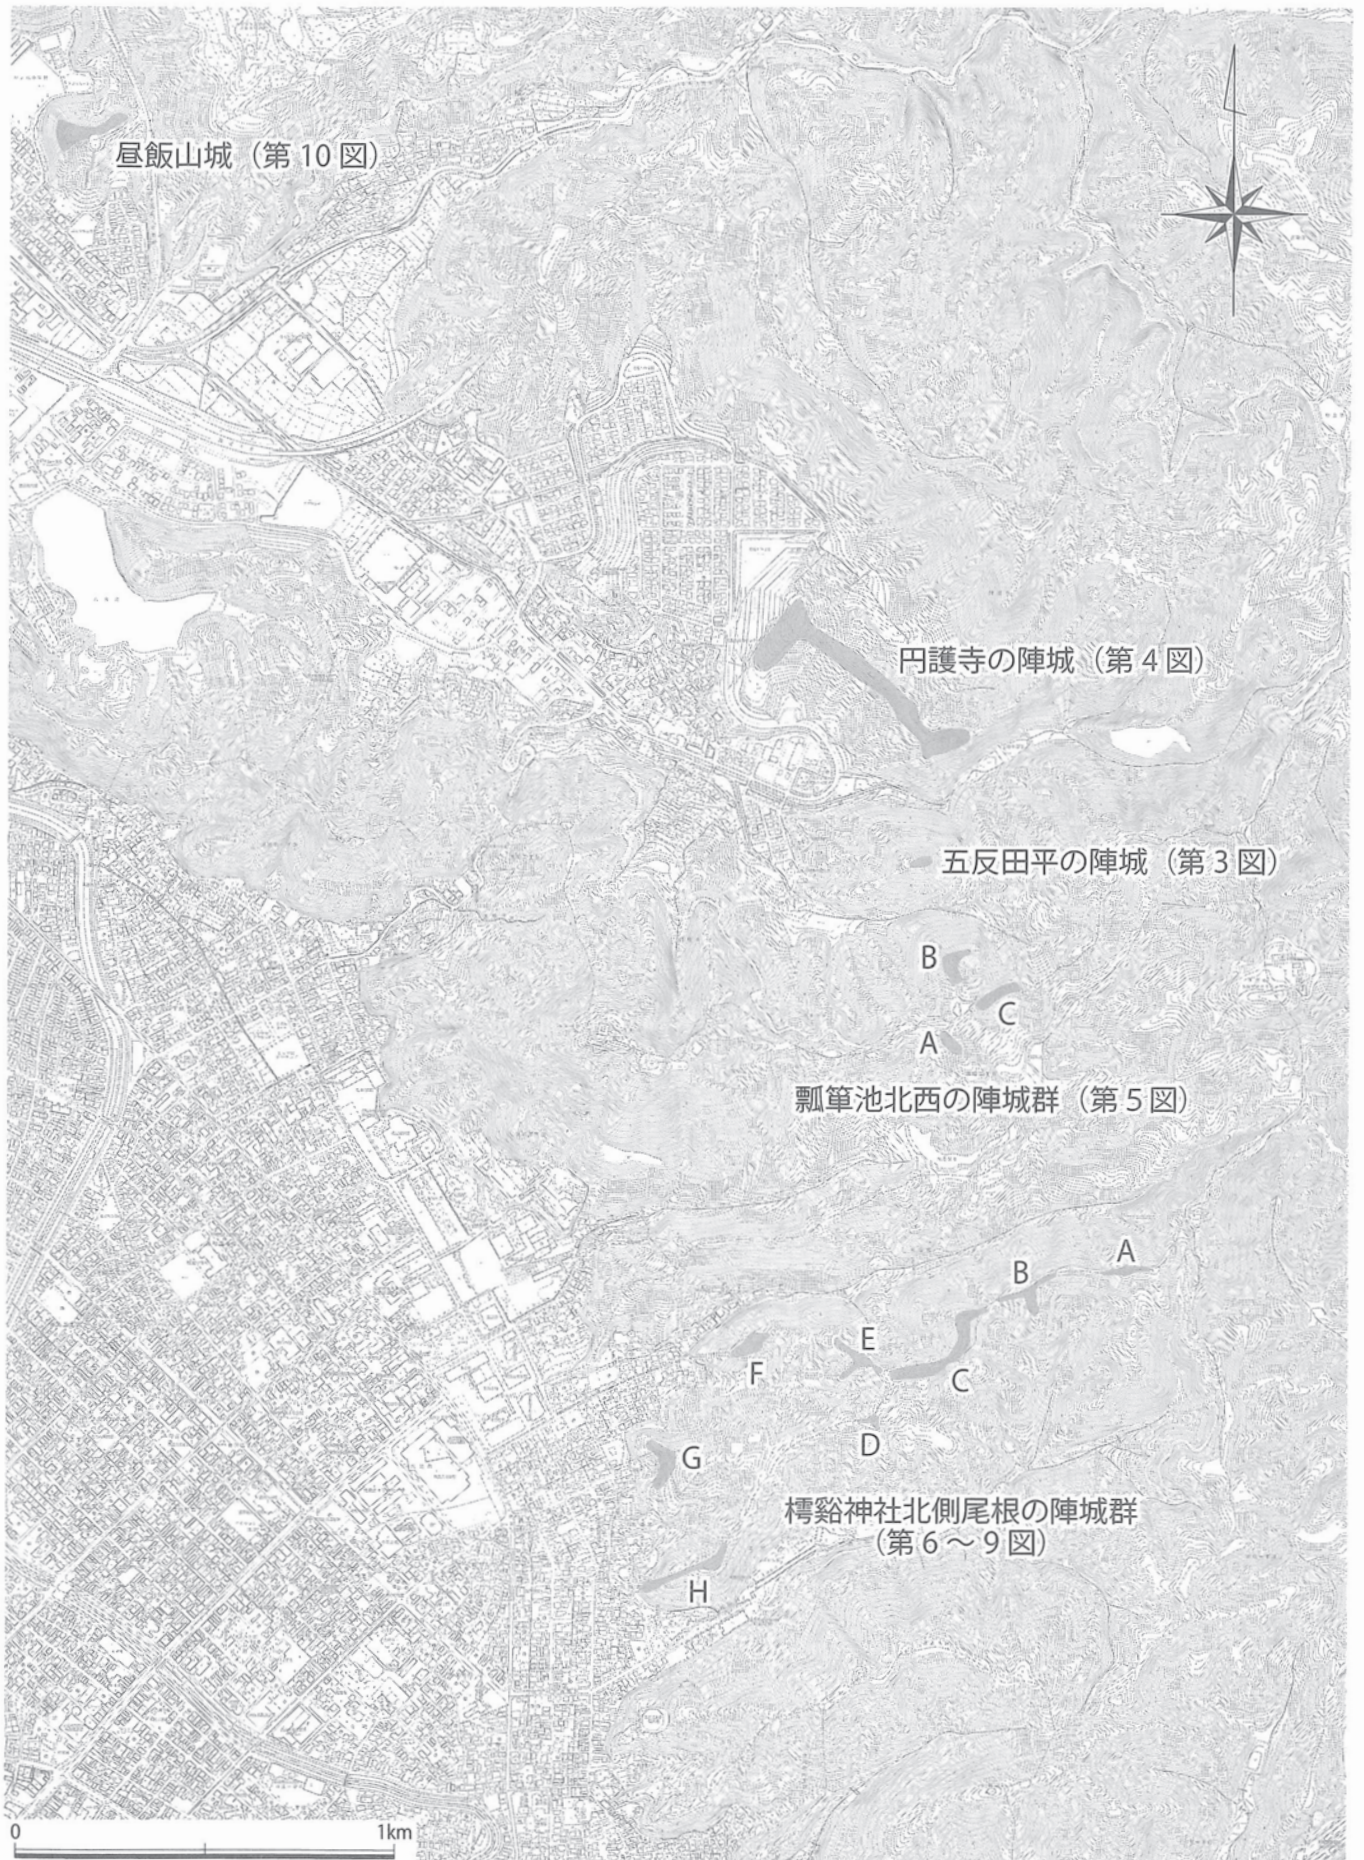 昼飯山城（第10図）
円護寺の陣城（第4図）
五反田平の陣城（第3図）
B
C
A
瓢箪池北西の陣城群（第5図）
A
B
E
F
C
D
G
樗谿神社北側尾根の陣城群
（第6～9図）
H
0
1km